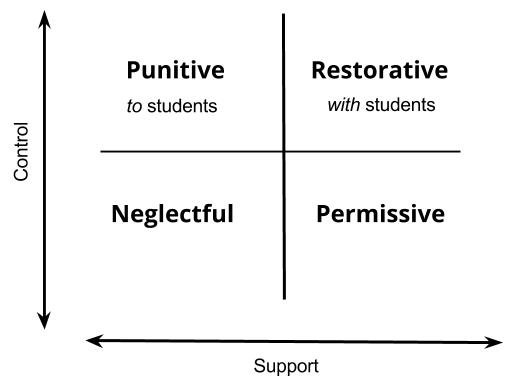 Punitive
to students
Restorative
with students
Control
Neglectful
Permissive
Support